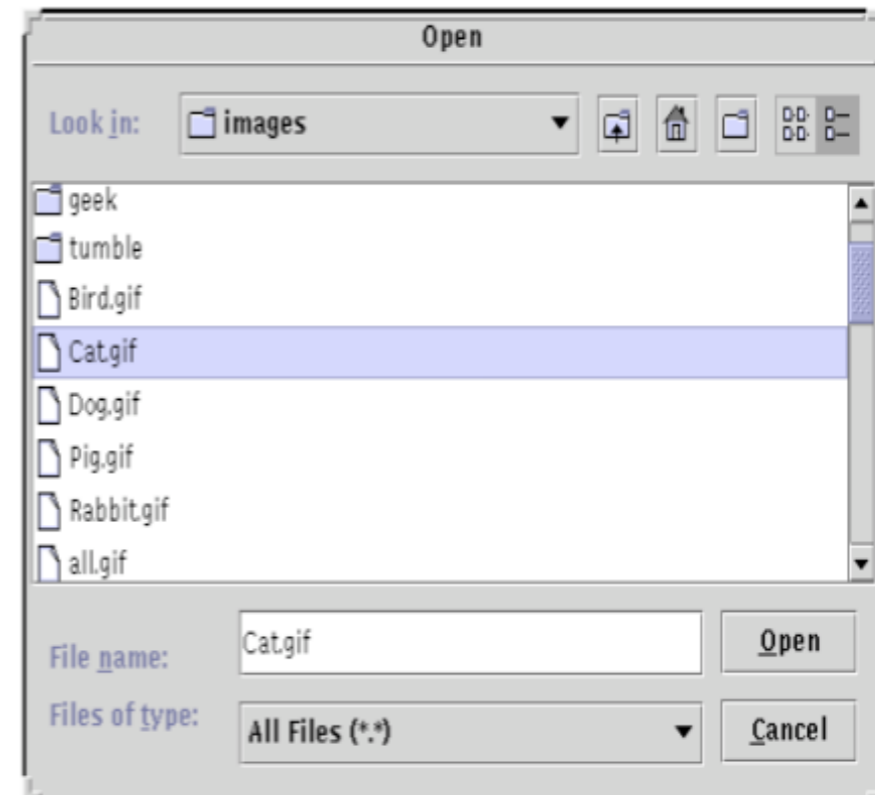 Open
Look in: images
geek
tumble
Bird.gif
Cat.gif
Dog.gif
Pig.gif
Rabbit.gif
all.gif
File name: Cat.gif Open
Files of type: All Files (*.*) Cancel